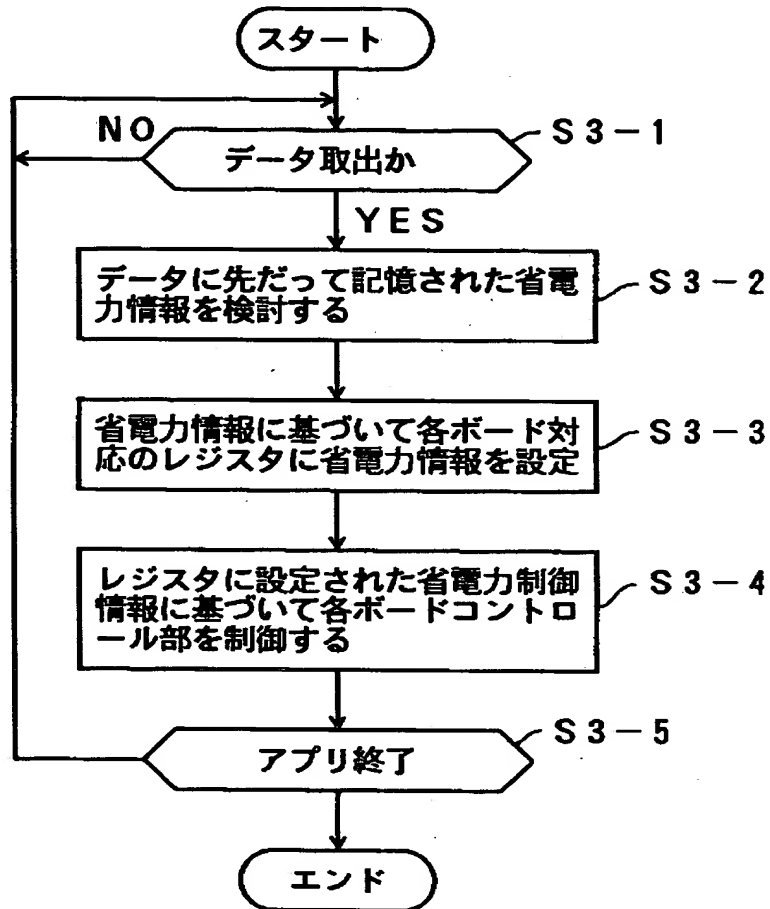 スタート
NO
データ取出か
S3-1
YES
データに先だって記憶された省電
力情報を検討する
S3-2
省電力情報に基づいて各ボード対
応のレジスタに省電力情報を設定
S3-3
レジスタに設定された省電力制御
情報に基づいて各ボードコントロ
ール部を制御する
S3-4
アプリ終了
S3-5
エンド